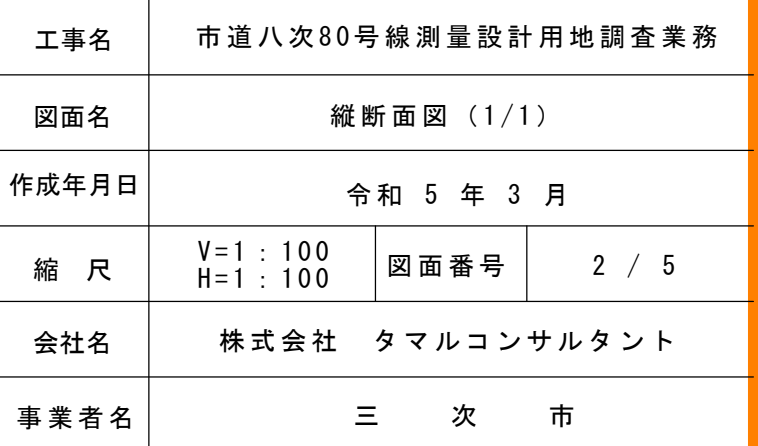 工事名 市道八次80号線測量設計用地調査業務
図面名 縦断面図(1/1)
作成年月日 令和 5 年 3 月
縮 尺 V=1：100 図面番号 2 / 5
H=1：100
会社名 株式会社 タマルコンサルタント
事業者名 三 次 市